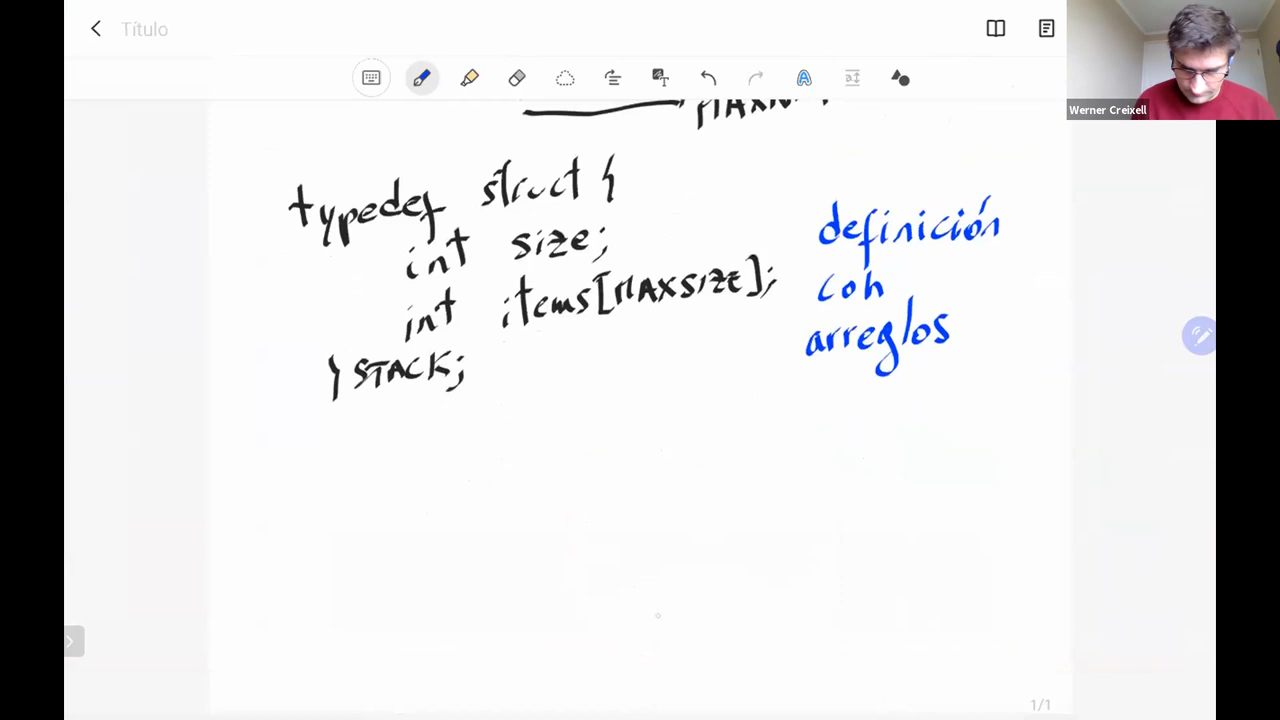 Título
Werner Creixell
typedef struct {
int size;
int items[MAXSIZE];
} STACK;
definición
con
arreglos
1/1